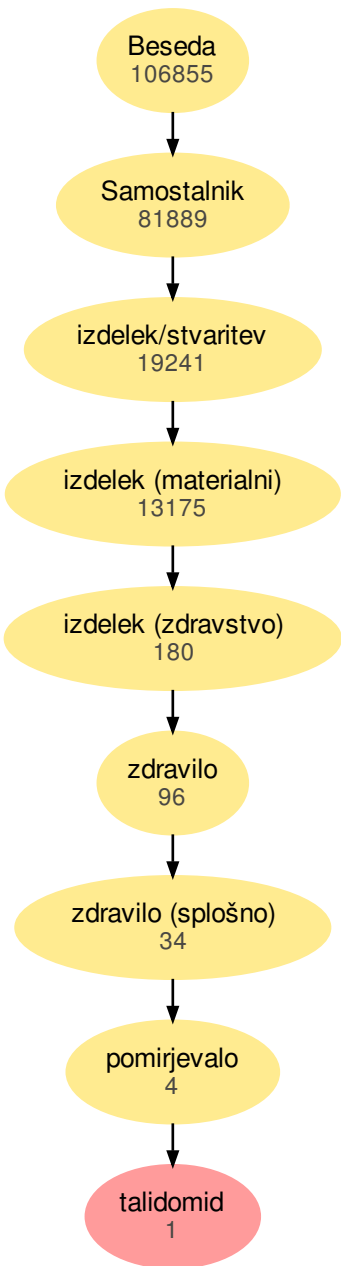 Beseda
106855
Samostalnik
81889
izdelek/stvaritev
19241
izdelek (materialni)
13175
izdelek (zdravstvo)
180
zdravilo
96
zdravilo (splošno)
34
pomirjevalo
4
talidomid
1